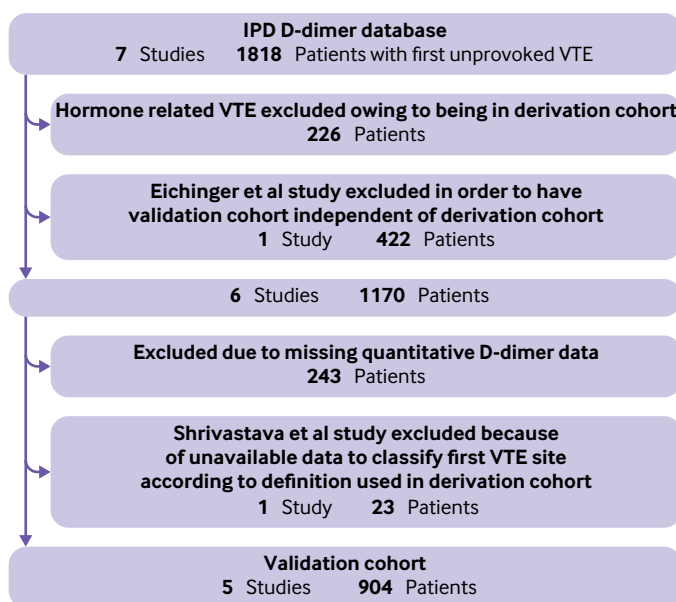 IPD D-dimer database
7 Studies 1818 Patients with first unprovoked VTE
Hormone related VTE excluded owing to being in derivation cohort
226 Patients
Eichinger et al study excluded in order to have
validation cohort independent of derivation cohort
1 Study 422 Patients
6 Studies 1170 Patients
Excluded due to missing quantitative D-dimer data
243 Patients
Shrivastava et al study excluded because
of unavailable data to classify first VTE site
according to definition used in derivation cohort
1 Study 23 Patients
Validation cohort
5 Studies 904 Patients